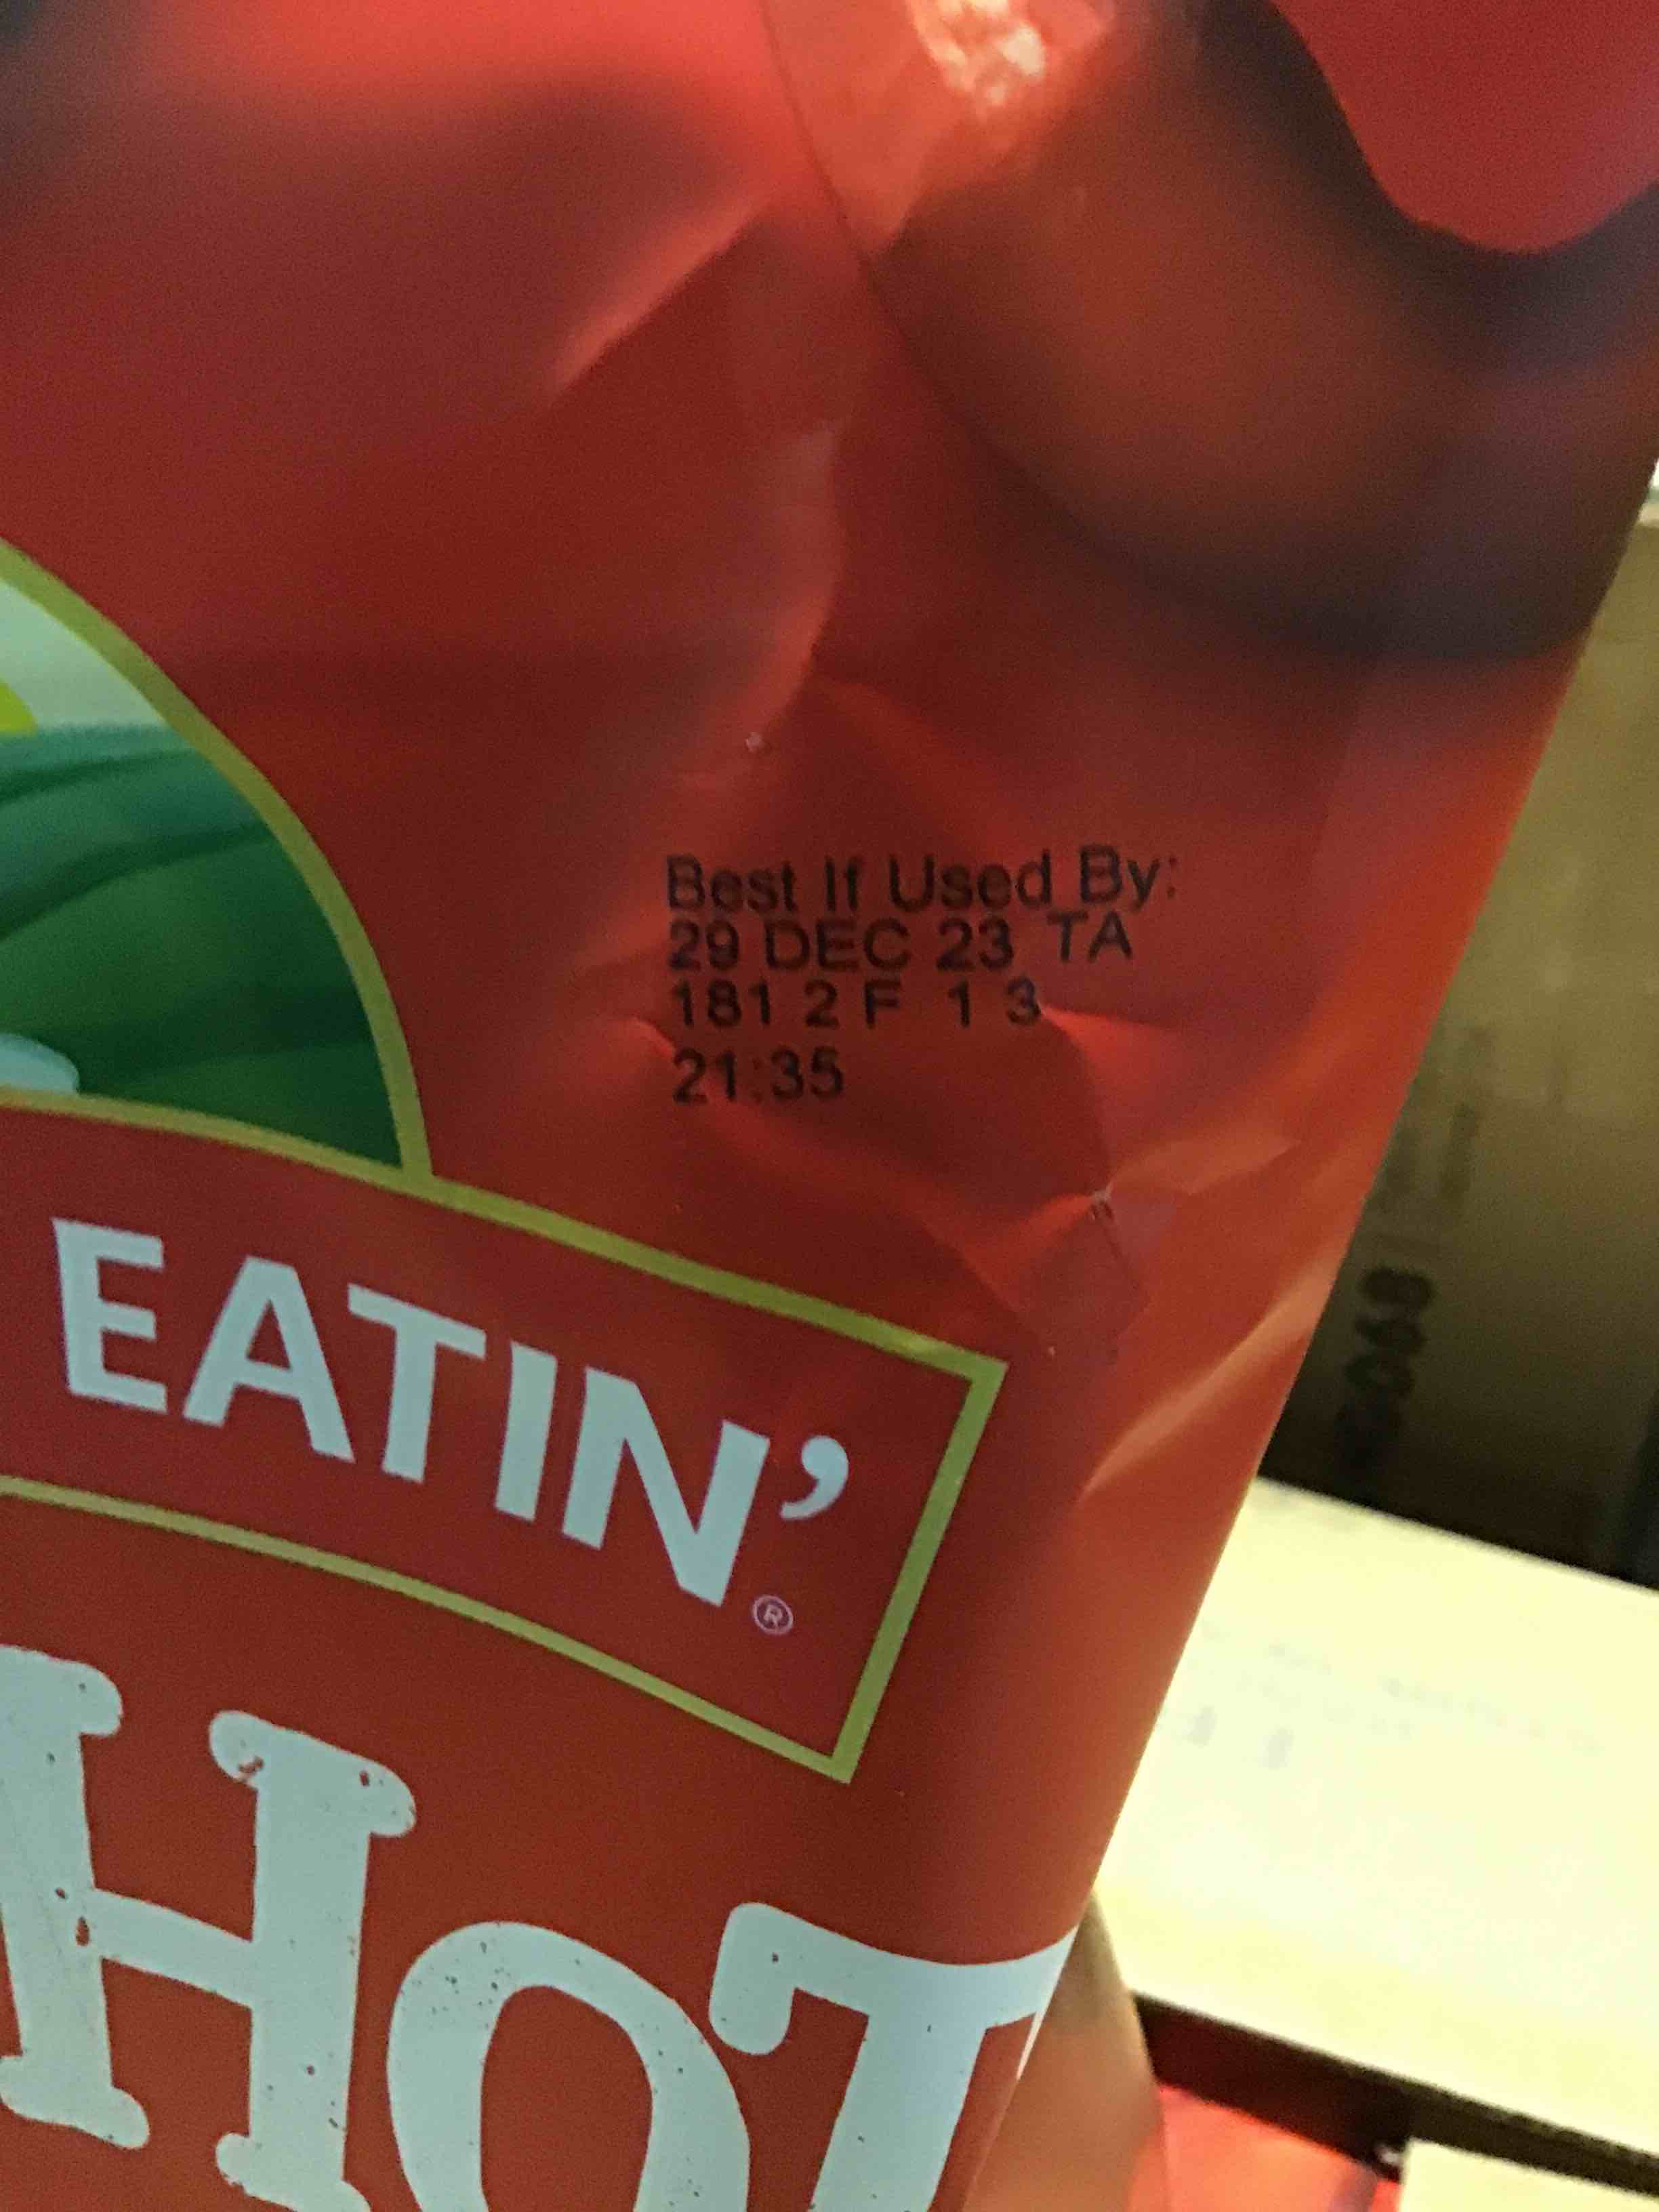 Best If Used By:
29 DEC 23 TA
181 2 F 1 3
21:35
EATIN'®
HOT